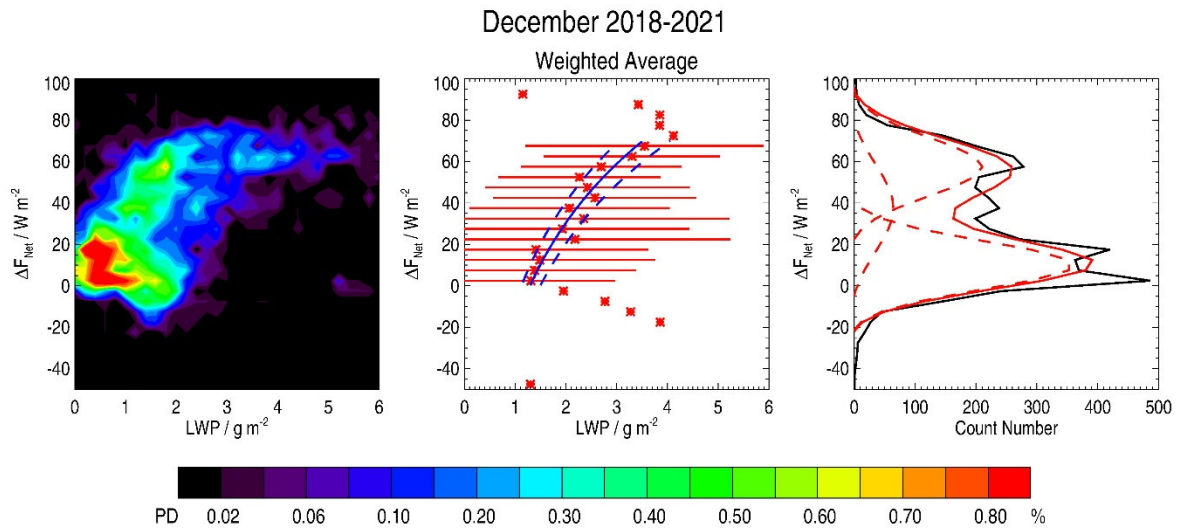 December 2018-2021
Weighted Average
100
80
60
40
20
0
-20
-40
ΔF_Net / W m⁻²
0 1 2 3 4 5 6
LWP / g m⁻²
100
80
60
40
20
0
-20
-40
ΔF_Net / W m⁻²
0 1 2 3 4 5 6
LWP / g m⁻²
100
80
60
40
20
0
-20
-40
ΔF_Net / W m⁻²
0 100 200 300 400 500
Count Number
PD 0.02 0.06 0.10 0.20 0.30 0.40 0.50 0.60 0.70 0.80 %